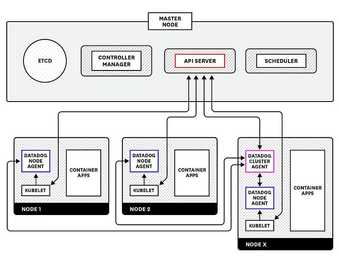 MASTER
NODE
ETCD
CONTROLLER
MANAGER
API SERVER
SCHEDULER
DATADOG
NODE
AGENT
KUBELET
CONTAINER
APPS
NODE 1
DATADOG
NODE
AGENT
KUBELET
CONTAINER
APPS
NODE 2
DATADOG
CLUSTER
AGENT
DATADOG
NODE
AGENT
KUBELET
CONTAINER
APPS
NODE X